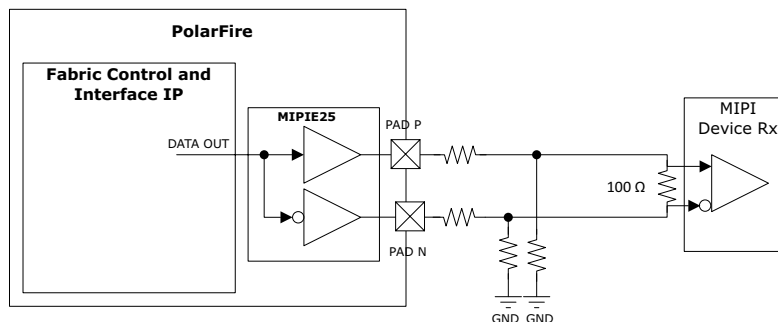 PolarFire
Fabric Control and
Interface IP
MIPIE25
DATA OUT
PAD P
PAD N
100 Ω
MIPI
Device Rx
GND GND